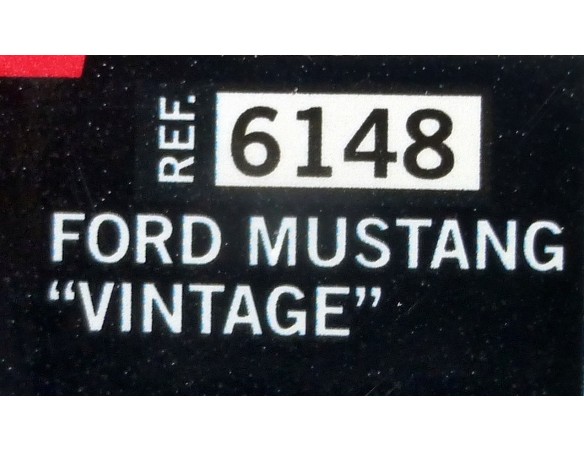 REF. 6148
FORD MUSTANG
“VINTAGE”